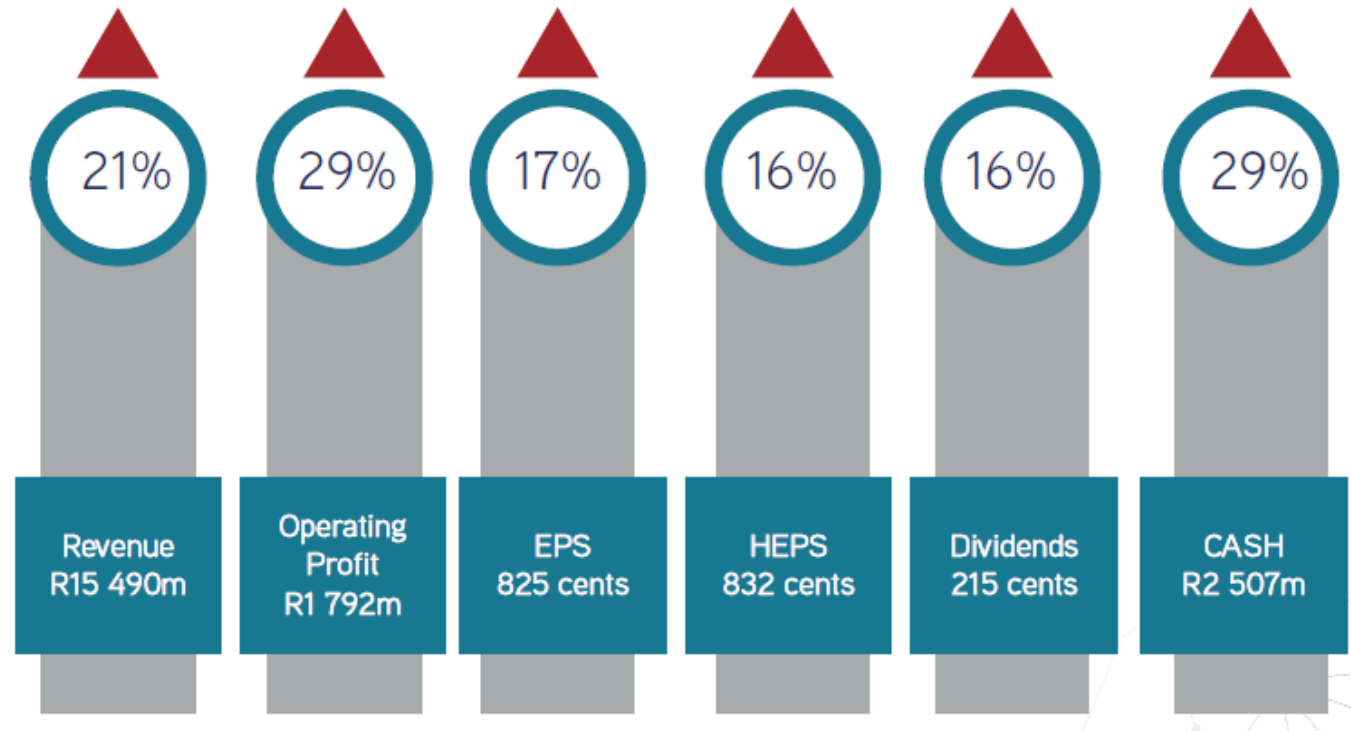 21%
29%
17%
16%
16%
29%
Revenue
R15 490m
Operating
Profit
R1 792m
EPS
825 cents
HEPS
832 cents
Dividends
215 cents
CASH
R2 507m